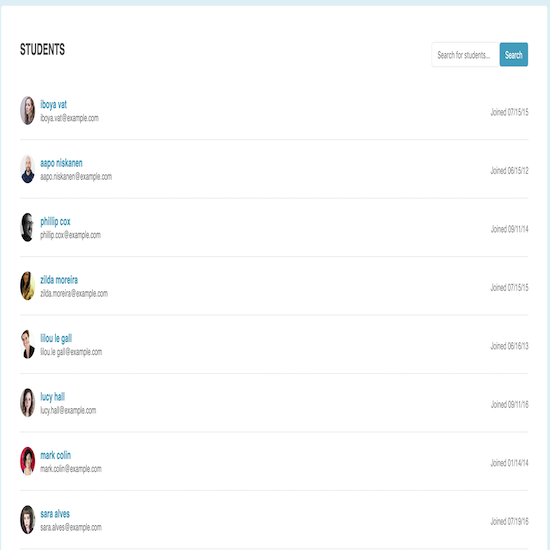 STUDENTS
Search for students... Search
iboya vat
iboya.vat@example.com
Joined 07/15/15
aapo niskanen
aapo.niskanen@example.com
Joined 06/15/12
phillip cox
phillip.cox@example.com
Joined 09/11/14
zilda moreira
zilda.moreira@example.com
Joined 07/15/15
lilou le gall
lilou.le gall@example.com
Joined 06/16/13
lucy hall
lucy.hall@example.com
Joined 09/11/16
mark colin
mark.colin@example.com
Joined 01/14/14
sara alves
sara.alves@example.com
Joined 07/19/16